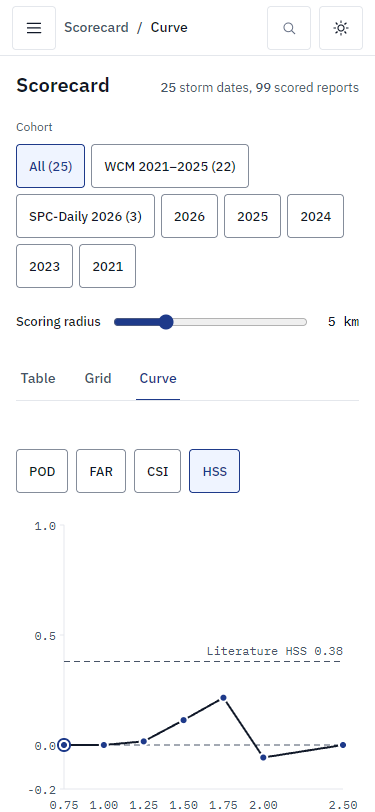 Scorecard / Curve
Scorecard
25 storm dates, 99 scored reports
Cohort
All (25) WCM 2021–2025 (22)
SPC-Daily 2026 (3) 2026 2025 2024
2023 2021
Scoring radius 5 km
Table Grid Curve
POD FAR CSI HSS
1.0
0.5
Literature HSS 0.38
0.0
-0.2
0.75 1.00 1.25 1.50 1.75 2.00 2.50